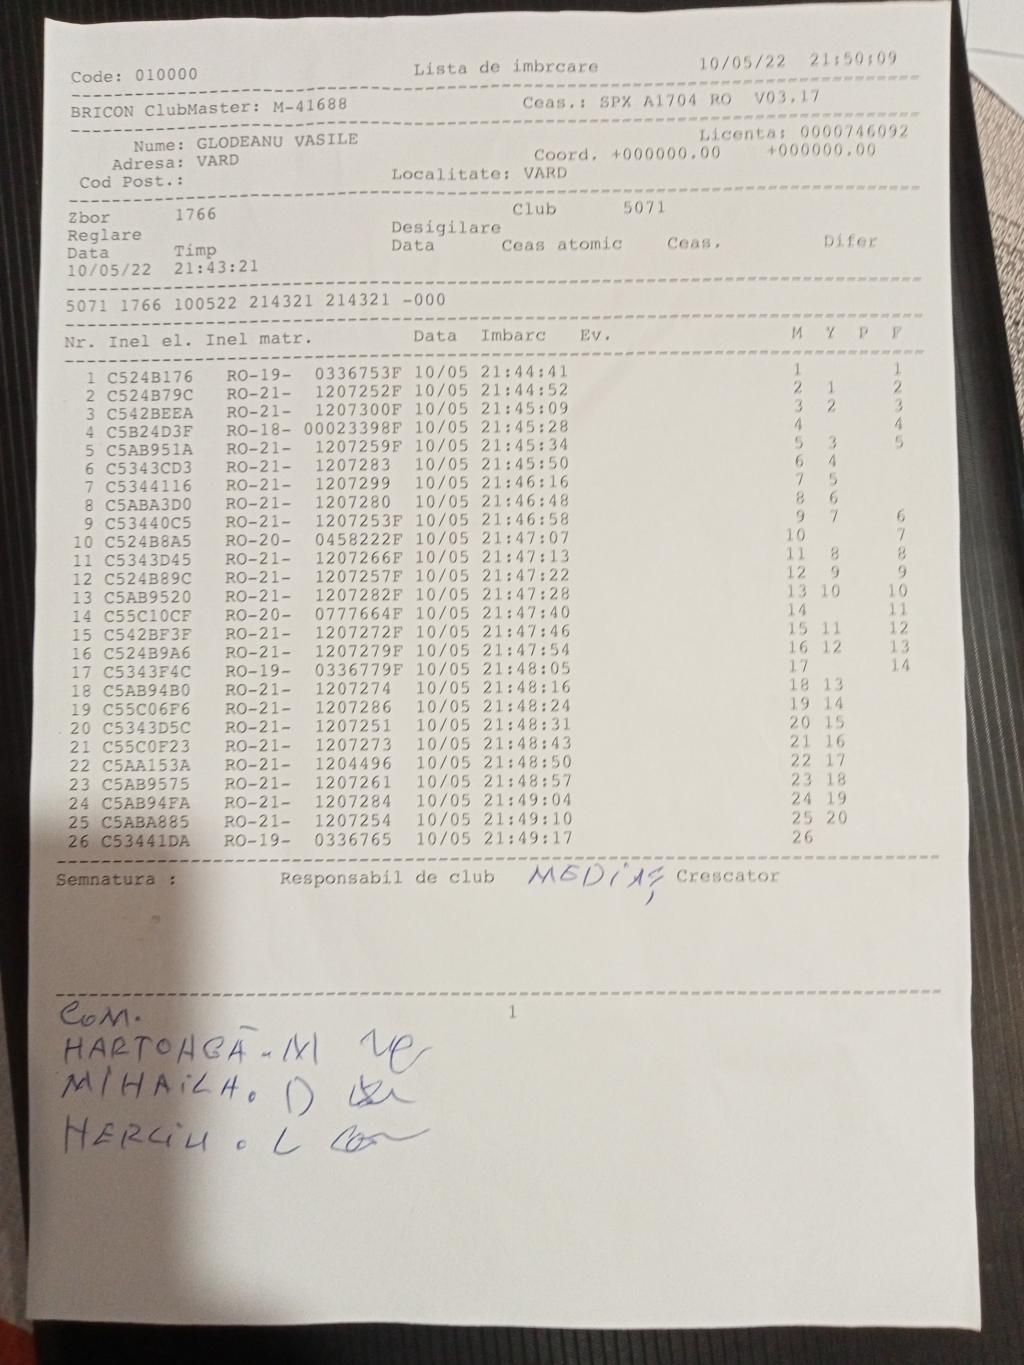 Code: 010000 Lista de imbrcare 10/05/22 21:50:09
BRICON ClubMaster: M-41688 Ceas.: SPX A1704 RO V03.17
Nume: GLODEANU VASILE Licenta: 0000746092
Adresa: VARD Coord. +000000.00 +000000.00
Cod Post.: Localitate: VARD
Zbor 1766 Club 5071
Reglare Desigilare
Data Timp Data Ceas atomic Ceas. Difer
10/05/22 21:43:21
5071 1766 100522 214321 214321 -000
Nr. Inel el. Inel matr. Data Imbarc Ev. M Y P F
1 C524B176 RO-19- 0336753F 10/05 21:44:41 1 1
2 C524B79C RO-21- 1207252F 10/05 21:44:52 2 1 2
3 C542BEEA RO-21- 1207300F 10/05 21:45:09 3 2 3
4 C5B24D3F RO-18- 00023398F 10/05 21:45:28 4 4
5 C5AB951A RO-21- 1207259F 10/05 21:45:34 5 3 5
6 C5343CD3 RO-21- 1207283 10/05 21:45:50 6 4
7 C5344116 RO-21- 1207299 10/05 21:46:16 7 5
8 C5ABA3D0 RO-21- 1207280 10/05 21:46:48 8 6
9 C53440C5 RO-21- 1207253F 10/05 21:46:58 9 7 6
10 C524B8A5 RO-20- 0458222F 10/05 21:47:07 10 7
11 C5343D45 RO-21- 1207266F 10/05 21:47:13 11 8 8
12 C524B89C RO-21- 1207257F 10/05 21:47:22 12 9 9
13 C5AB9520 RO-21- 1207282F 10/05 21:47:28 13 10 10
14 C55C10CF RO-20- 0777664F 10/05 21:47:40 14 11
15 C542BF3F RO-21- 1207272F 10/05 21:47:46 15 11 12
16 C524B9A6 RO-21- 1207279F 10/05 21:47:54 16 12 13
17 C5343F4C RO-19- 0336779F 10/05 21:48:05 17 14
18 C5AB94B0 RO-21- 1207274 10/05 21:48:16 18 13
19 C55C06F6 RO-21- 1207286 10/05 21:48:24 19 14
20 C5343D5C RO-21- 1207251 10/05 21:48:31 20 15
21 C55C0F23 RO-21- 1207273 10/05 21:48:43 21 16
22 C5AA153A RO-21- 1204496 10/05 21:48:50 22 17
23 C5AB9575 RO-21- 1207261 10/05 21:48:57 23 18
24 C5AB94FA RO-21- 1207284 10/05 21:49:04 24 19
25 C5ABA885 RO-21- 1207254 10/05 21:49:10 25 20
26 C53441DA RO-19- 0336765 10/05 21:49:17 26
Semnatura : Responsabil de club MEDIAȘ Crescator
1
COM.
HARTOAGĂ. M
MIHAILA. D
HERCIU. L